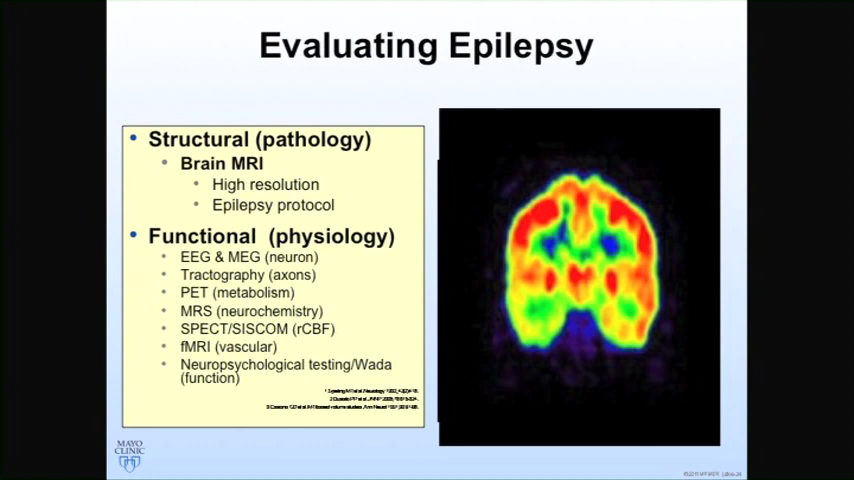 Evaluating Epilepsy
• Structural (pathology)
• Brain MRI
• High resolution
• Epilepsy protocol
• Functional (physiology)
• EEG & MEG (neuron)
• Tractography (axons)
• PET (metabolism)
• MRS (neurochemistry)
• SPECT/SISCOM (rCBF)
• fMRI (vascular)
• Neuropsychological testing/Wada
(function)
MAYO
CLINIC